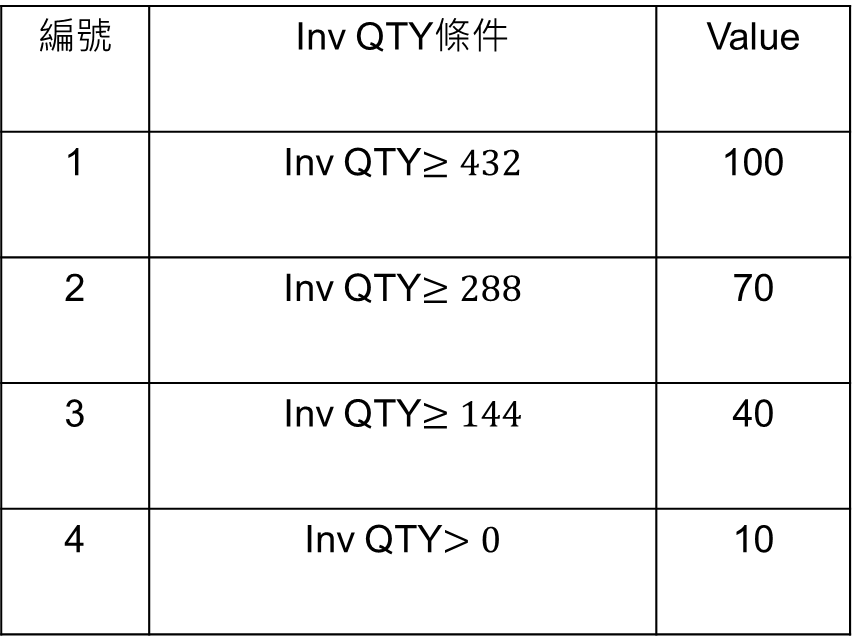 編號 Inv QTY條件 Value
1 Inv QTY≥ 432 100
2 Inv QTY≥ 288 70
3 Inv QTY≥ 144 40
4 Inv QTY> 0 10